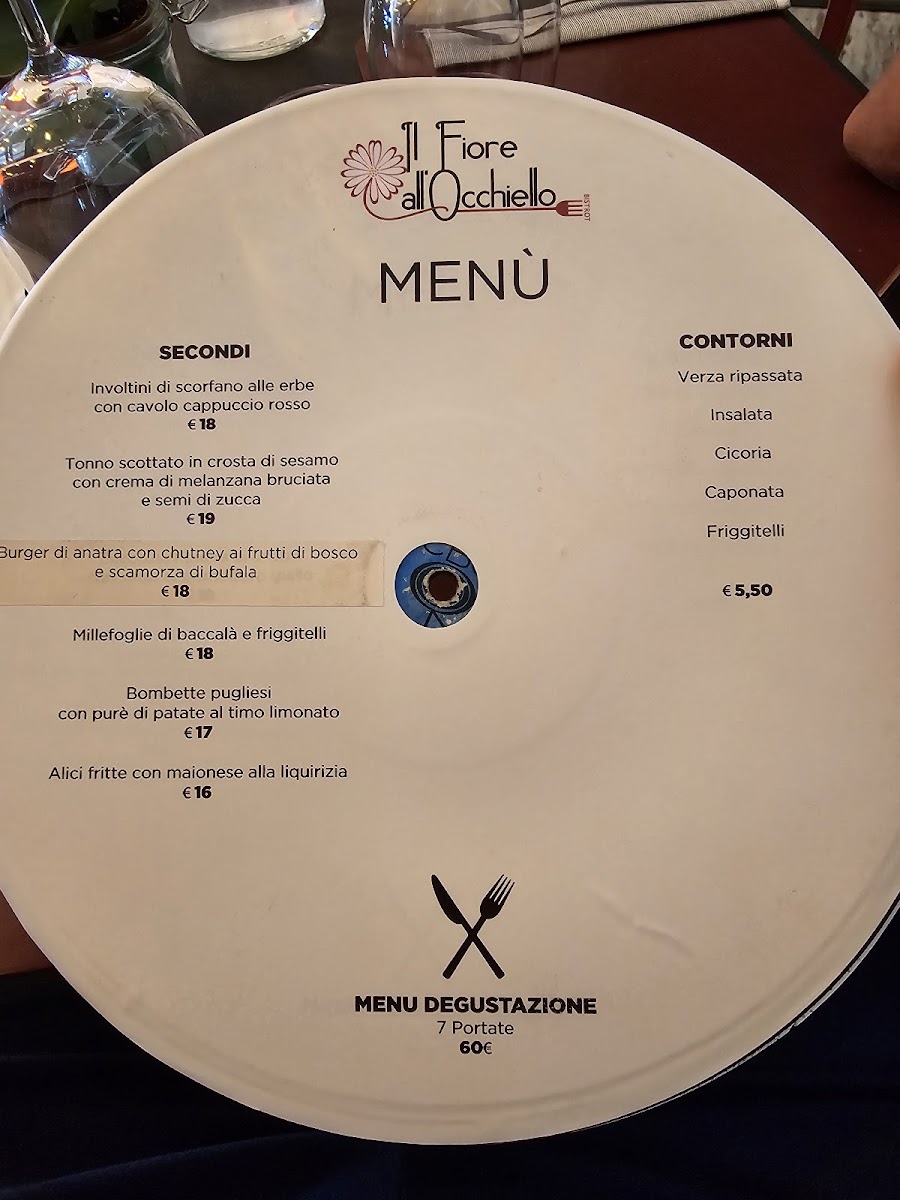 Il Fiore
all'Occhiello
BISTROT
MENÙ
SECONDI
Involtini di scorfano alle erbe
con cavolo cappuccio rosso
€ 18
Tonno scottato in crosta di sesamo
con crema di melanzana bruciata
e semi di zucca
€ 19
Burger di anatra con chutney ai frutti di bosco
e scamorza di bufala
€ 18
Millefoglie di baccalà e friggitelli
€ 18
Bombette pugliesi
con purè di patate al timo limonato
€ 17
Alici fritte con maionese alla liquirizia
€ 16
CONTORNI
Verza ripassata
Insalata
Cicoria
Caponata
Friggitelli
€ 5,50
MENU DEGUSTAZIONE
7 Portate
60€